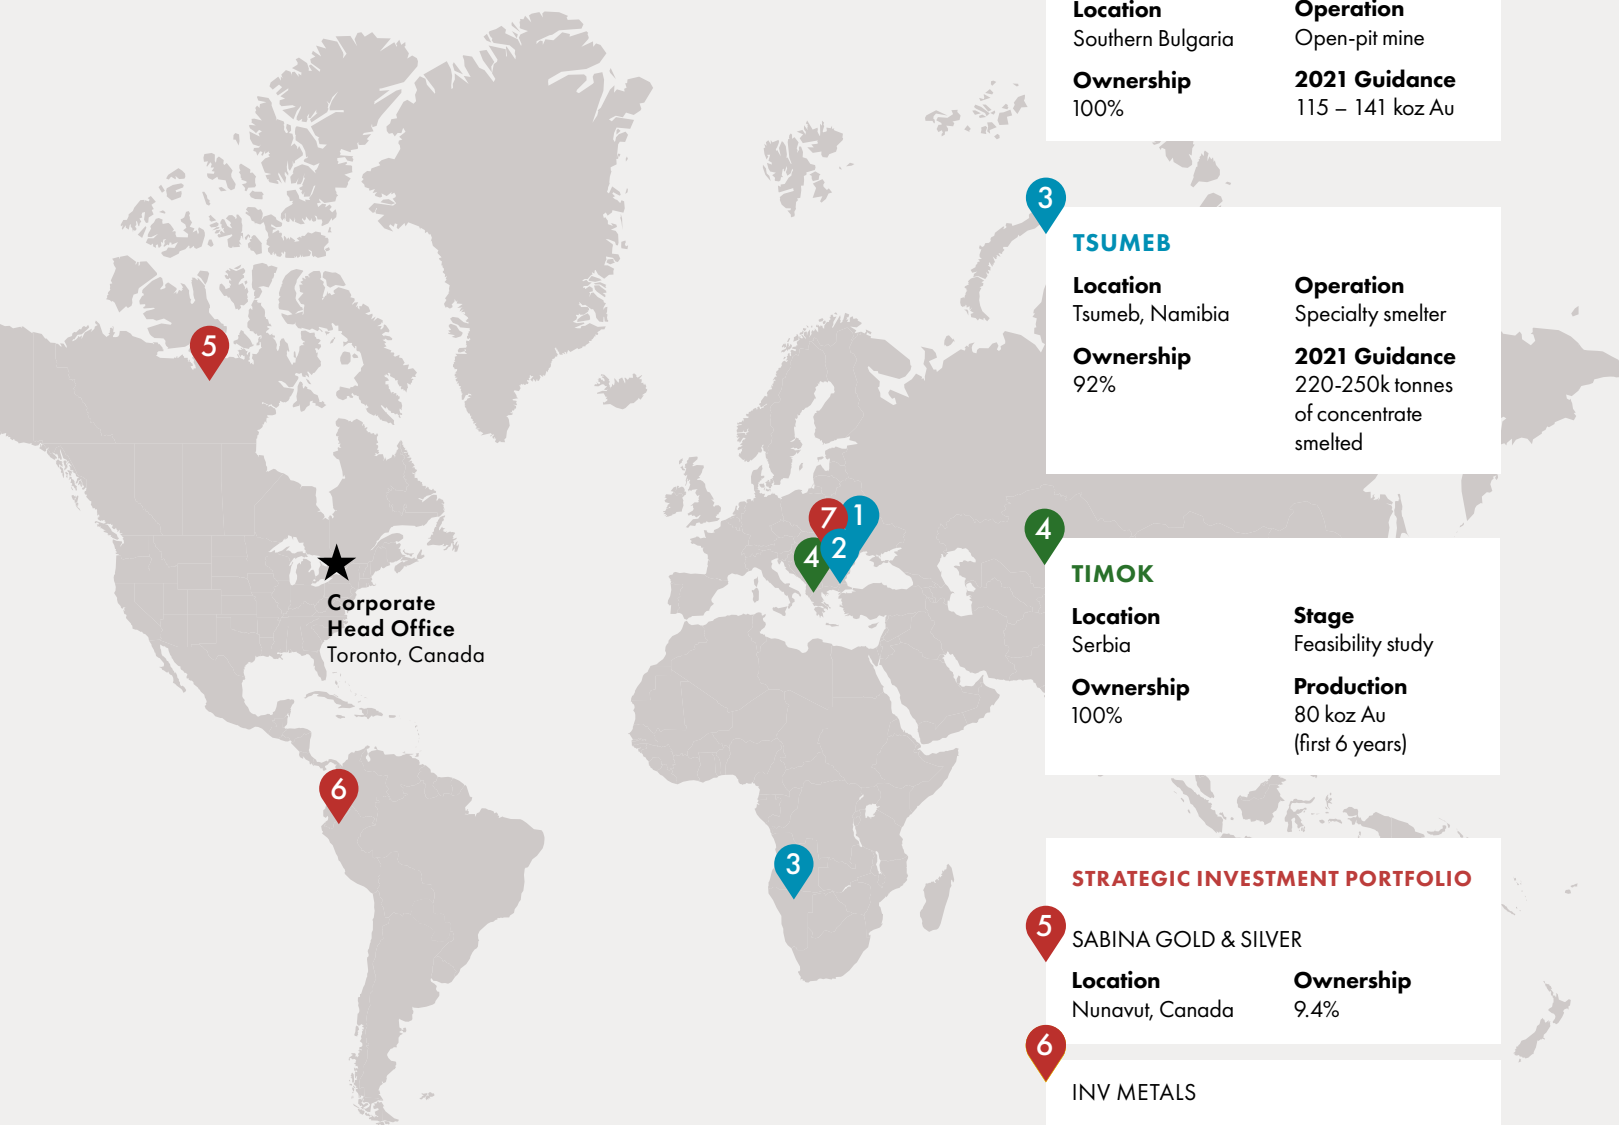 Location
Southern Bulgaria
Operation
Open-pit mine
Ownership
100%
2021 Guidance
115 – 141 koz Au
3
TSUMEB
Location
Tsumeb, Namibia
Operation
Specialty smelter
Ownership
92%
2021 Guidance
220-250k tonnes
of concentrate
smelted
4
TIMOK
Location
Serbia
Stage
Feasibility study
Ownership
100%
Production
80 koz Au
(first 6 years)
STRATEGIC INVESTMENT PORTFOLIO
5
SABINA GOLD & SILVER
Location
Nunavut, Canada
Ownership
9.4%
6
INV METALS
5
7
1
2
4
Corporate
Head Office
Toronto, Canada
6
3